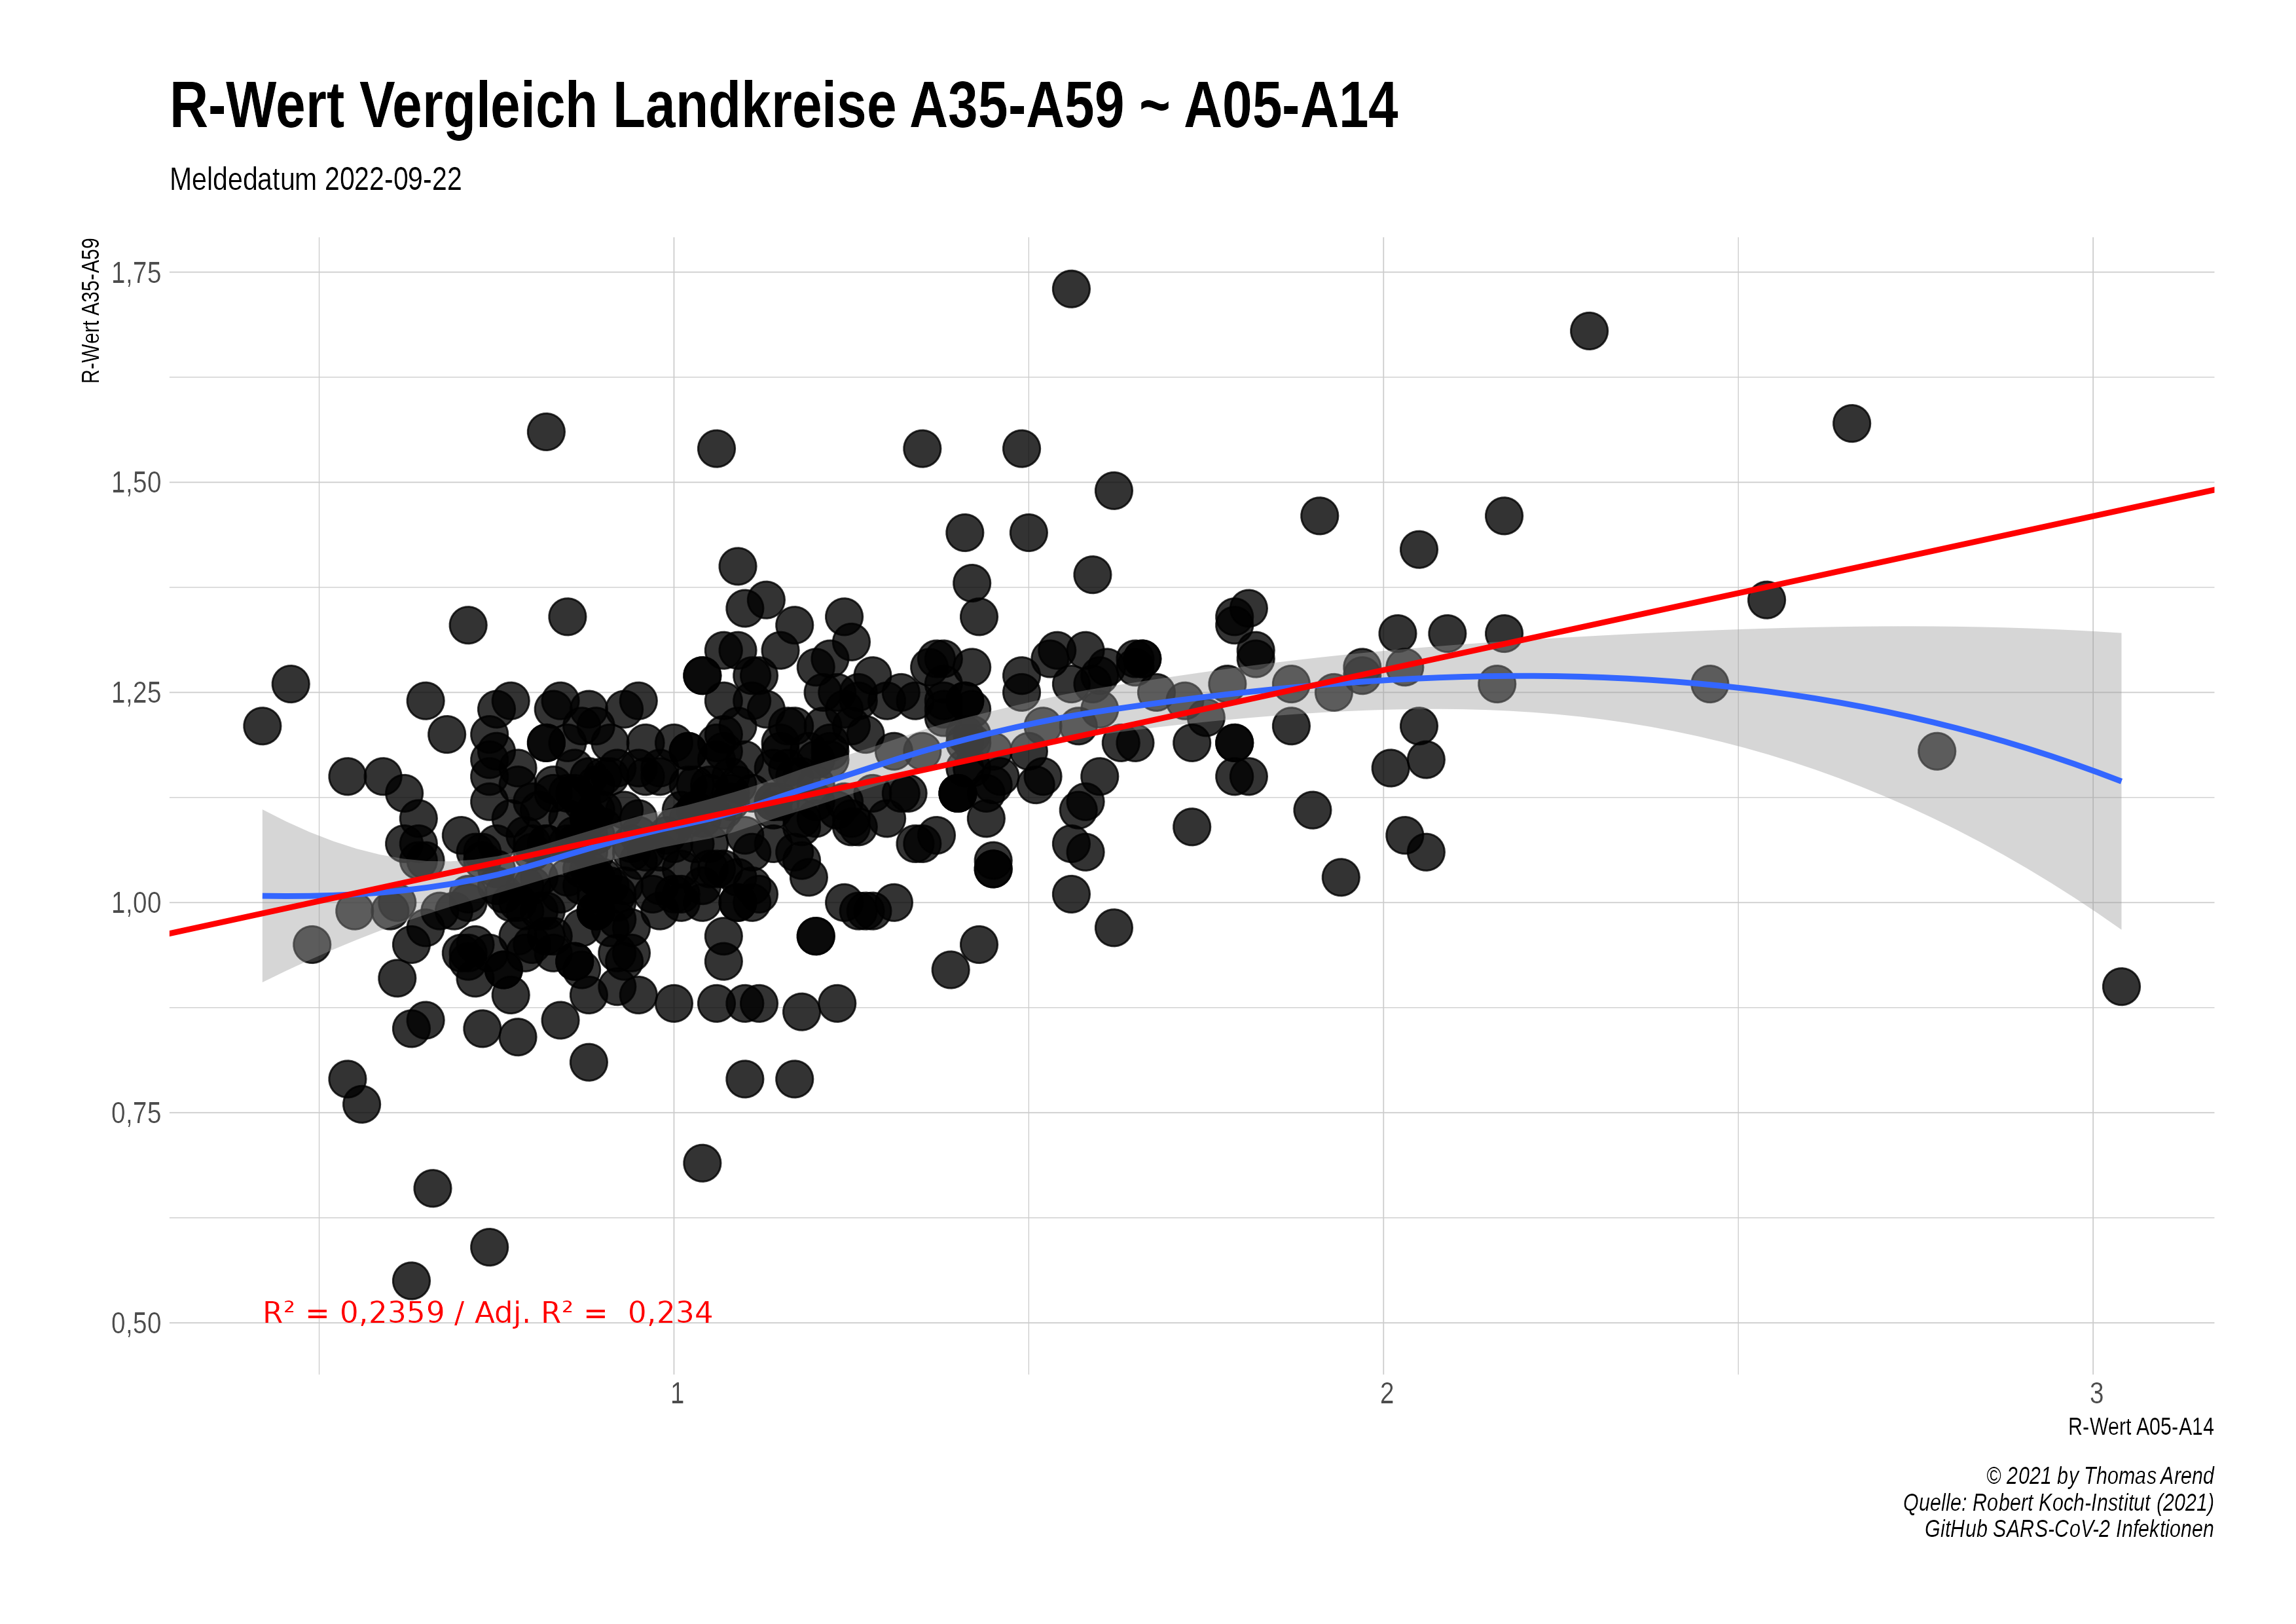 R-Wert Vergleich Landkreise A35-A59 ~ A05-A14
Meldedatum 2022-09-22
R-Wert A35-A59
1,75
1,50
1,25
1,00
0,75
0,50
R² = 0,2359 / Adj. R² =  0,234
1 2 3
R-Wert A05-A14
© 2021 by Thomas Arend
Quelle: Robert Koch-Institut (2021)
GitHub SARS-CoV-2 Infektionen